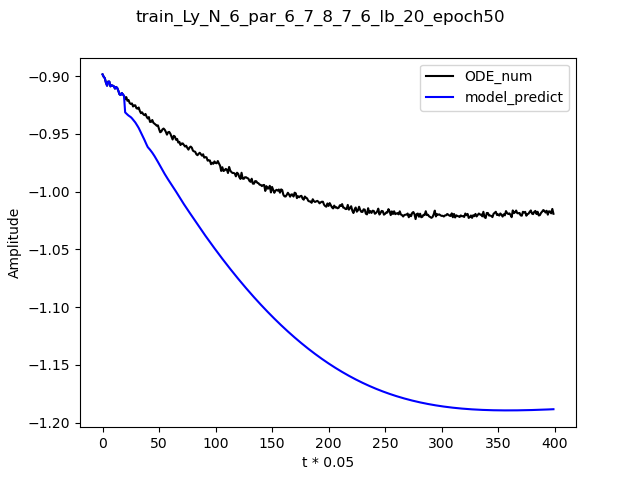 train_Ly_N_6_par_6_7_8_7_6_lb_20_epoch50
ODE_num
model_predict
Amplitude
−0.90
−0.95
−1.00
−1.05
−1.10
−1.15
−1.20
0 50 100 150 200 250 300 350 400
t * 0.05